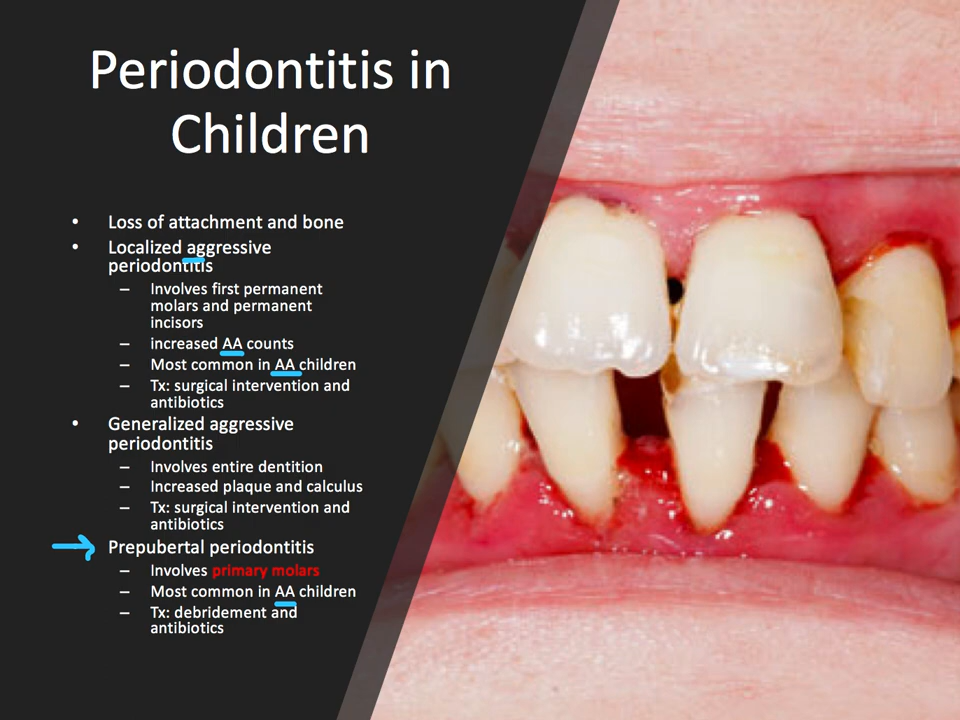 Periodontitis in
Children
• Loss of attachment and bone
• Localized aggressive
periodontitis
– Involves first permanent
molars and permanent
incisors
– increased AA counts
– Most common in AA children
– Tx: surgical intervention and
antibiotics
• Generalized aggressive
periodontitis
– Involves entire dentition
– Increased plaque and calculus
– Tx: surgical intervention and
antibiotics
Prepubertal periodontitis
– Involves primary molars
– Most common in AA children
– Tx: debridement and
antibiotics